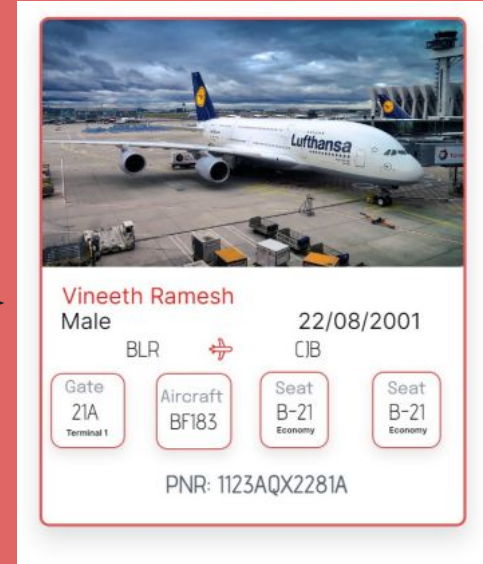 Lufthansa
Vineeth Ramesh
Male 22/08/2001
BLR CJB
Gate Aircraft Seat Seat
21A BF183 B-21 B-21
Terminal 1 Economy Economy
PNR: 1123AQX2281A